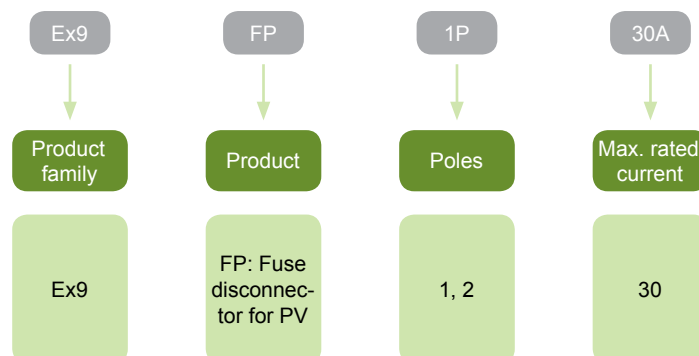 Ex9
FP
1P
30A
Product
family
Product
Poles
Max. rated
current
Ex9
FP: Fuse
disconnec-
tor for PV
1, 2
30